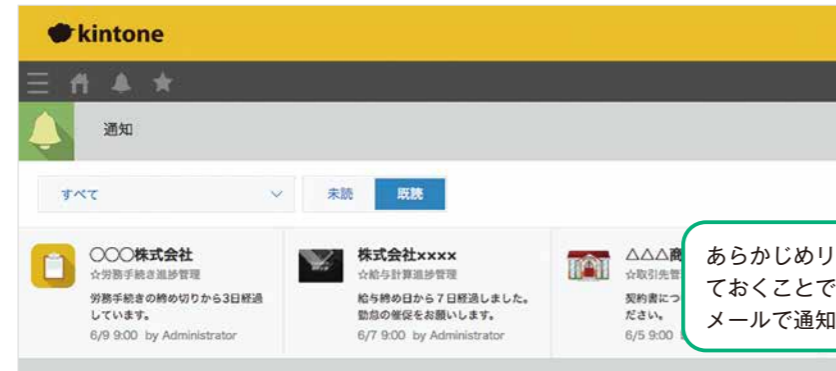 kintone
通知
すべて
未読
既読
○○○株式会社
☆労務手続き進捗管理
労務手続きの締め切りから3日経過
しています。
6/9 9:00 by Administrator
株式会社xxxx
☆給与計算進捗管理
給与締め日から7日経過しました。
勤怠の催促をお願いします。
6/7 9:00 by Administrator
△△△商
☆取引先管
契約書につ
ださい。
6/5 9:00
あらかじめリ
ておくことで
メールで通知